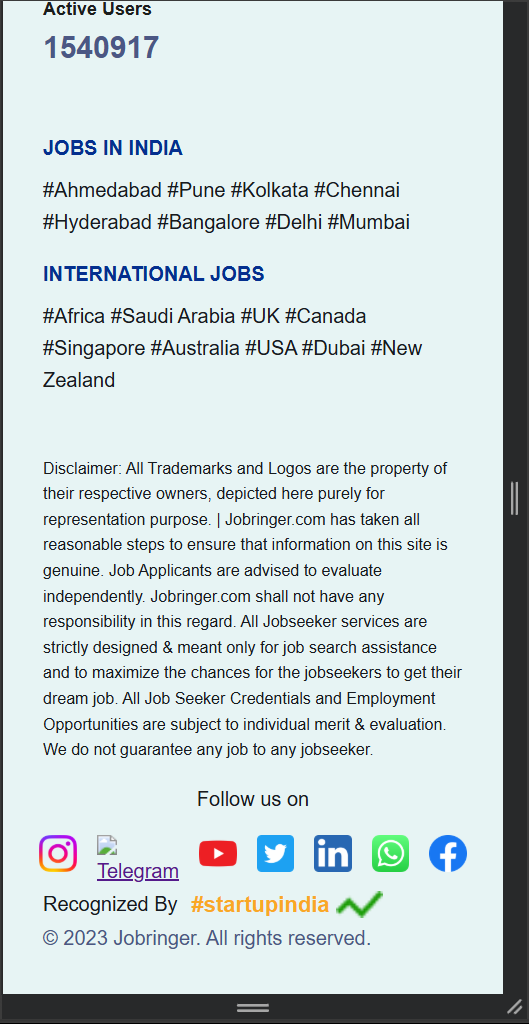 Active Users
1540917
JOBS IN INDIA
#Ahmedabad #Pune #Kolkata #Chennai
#Hyderabad #Bangalore #Delhi #Mumbai
INTERNATIONAL JOBS
#Africa #Saudi Arabia #UK #Canada
#Singapore #Australia #USA #Dubai #New
Zealand
Disclaimer: All Trademarks and Logos are the property of
their respective owners, depicted here purely for
representation purpose. | Jobringer.com has taken all
reasonable steps to ensure that information on this site is
genuine. Job Applicants are advised to evaluate
independently. Jobringer.com shall not have any
responsibility in this regard. All Jobseeker services are
strictly designed & meant only for job search assistance
and to maximize the chances for the jobseekers to get their
dream job. All Job Seeker Credentials and Employment
Opportunities are subject to individual merit & evaluation.
We do not guarantee any job to any jobseeker.
Follow us on
Telegram
Recognized By #startupindia
© 2023 Jobringer. All rights reserved.